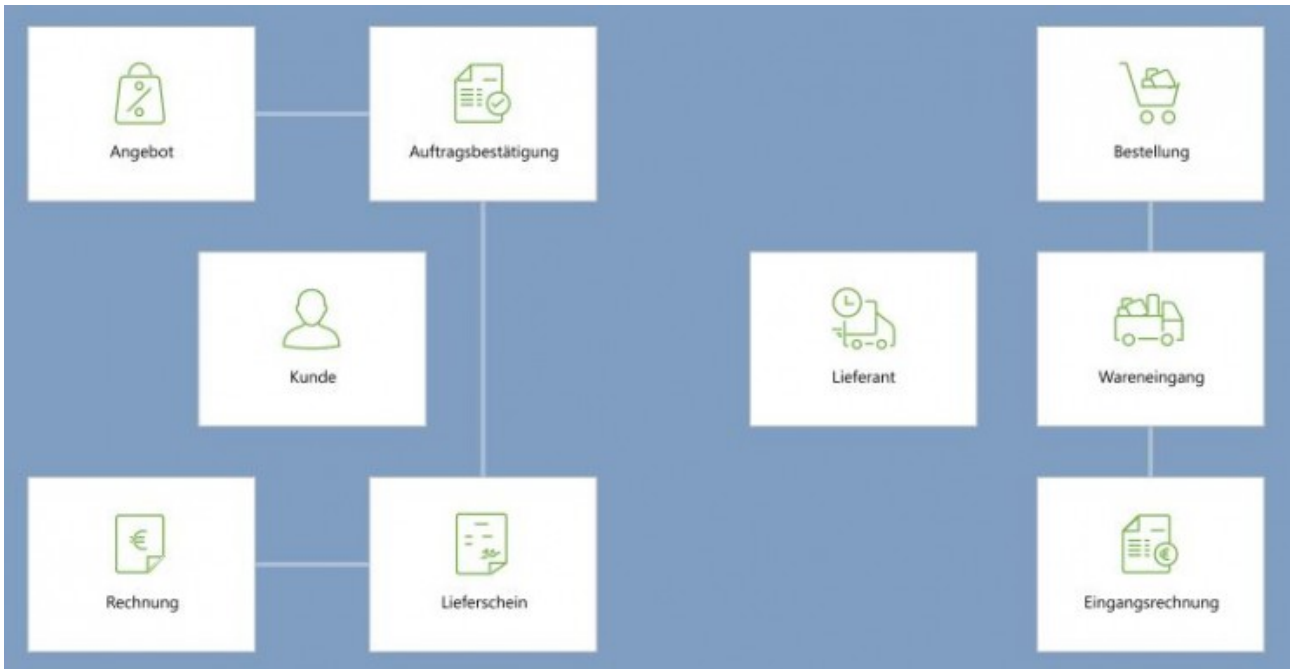 Angebot
Auftragsbestätigung
Bestellung
Kunde
Lieferant
Wareneingang
Rechnung
Lieferschein
Eingangsrechnung